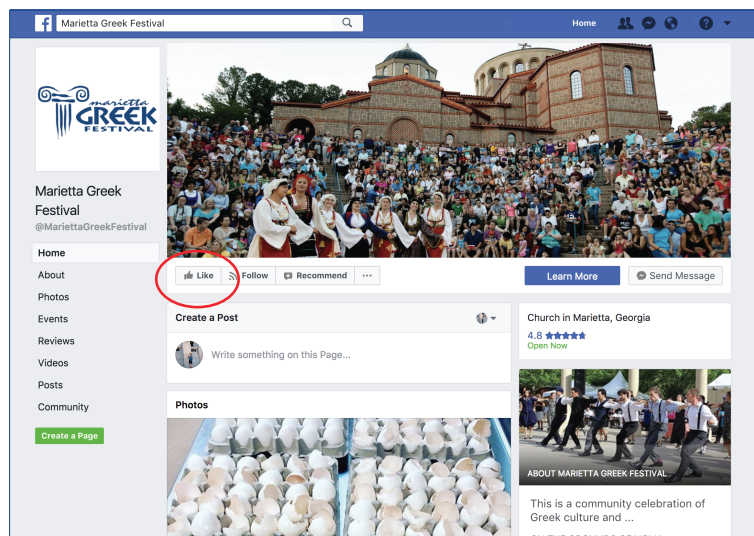 f Marietta Greek Festival
Home
marietta
GREEK
FESTIVAL
Marietta Greek
Festival
@MariettaGreekFestival
Home
About
Photos
Events
Reviews
Videos
Posts
Community
Create a Page
Like Follow Recommend ...
Learn More Send Message
Create a Post
Write something on this Page...
Photos
Church in Marietta, Georgia
4.8
Open Now
ABOUT MARIETTA GREEK FESTIVAL
This is a community celebration of
Greek culture and ...